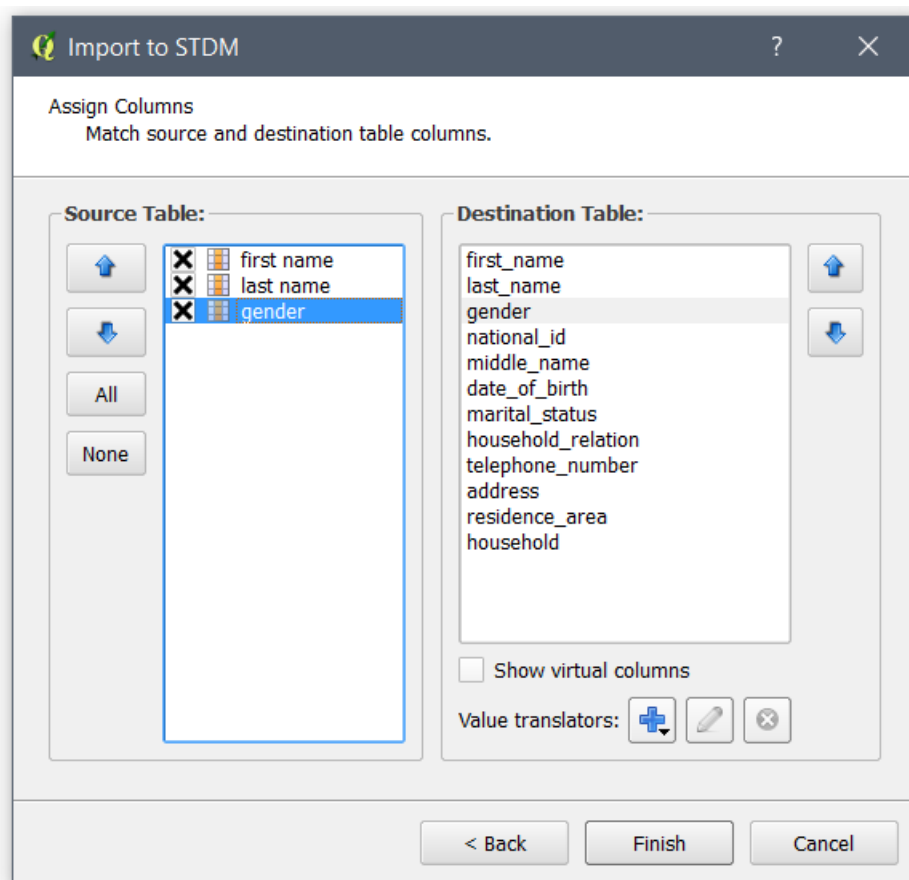 Import to STDM
?
Assign Columns
Match source and destination table columns.
Source Table:
All
None
first name
last name
gender
Destination Table:
first_name
last_name
gender
national_id
middle_name
date_of_birth
marital_status
household_relation
telephone_number
address
residence_area
household
Show virtual columns
Value translators:
< Back
Finish
Cancel